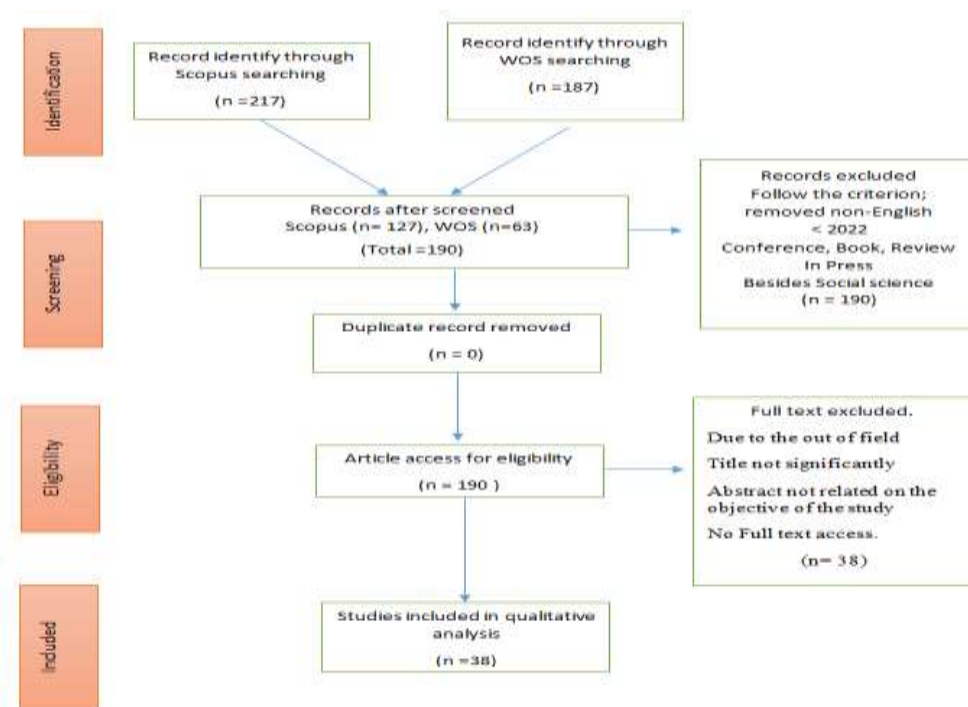 Identification
Record identify through
Scopus searching
(n =217)
Record identify through
WOS searching
(n =187)
Screening
Records after screened
Scopus (n= 127), WOS (n=63)
(Total =190)
Records excluded
Follow the criterion;
removed non-English
< 2022
Conference, Book, Review
In Press
Besides Social science
(n = 190)
Duplicate record removed
(n = 0)
Eligibility
Article access for eligibility
(n = 190 )
Full text excluded.
Due to the out of field
Title not significantly
Abstract not related on the
objective of the study
No Full text access.
(n= 38)
Included
Studies included in qualitative
analysis
(n =38)